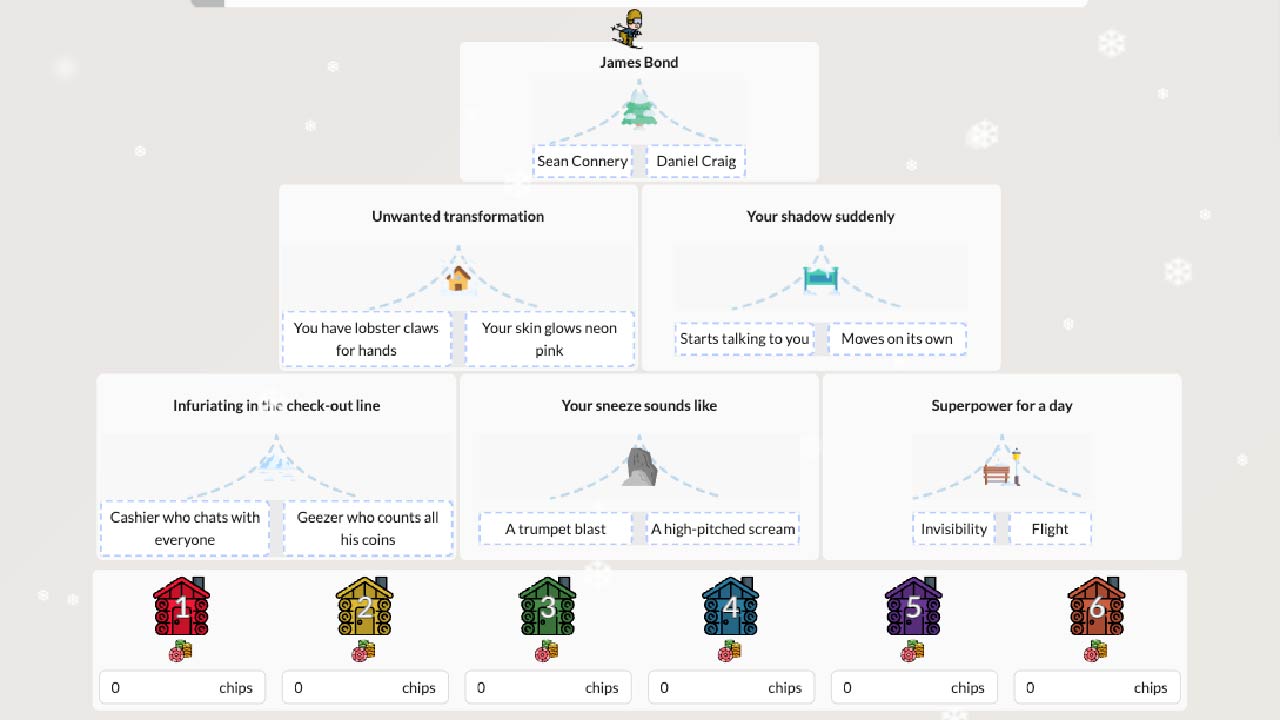 James Bond
Sean Connery
Daniel Craig
Unwanted transformation
Your shadow suddenly
You have lobster claws
for hands
Your skin glows neon
pink
Starts talking to you
Moves on its own
Infuriating in the check-out line
Your sneeze sounds like
Superpower for a day
Cashier who chats with
everyone
Geezer who counts all
his coins
A trumpet blast
A high-pitched scream
Invisibility
Flight
1
2
3
4
5
6
0 chips
0 chips
0 chips
0 chips
0 chips
0 chips